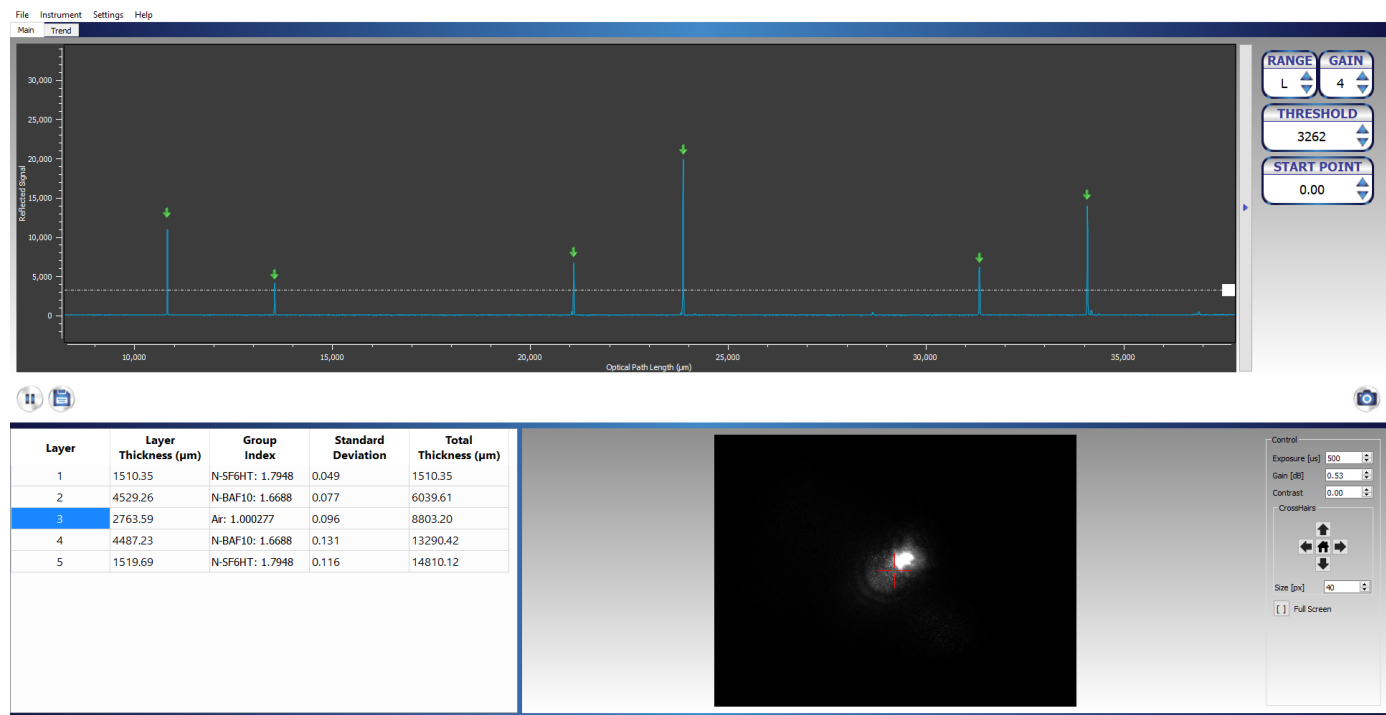 File Instrument Settings Help
Main Trend
RANGE GAIN
L 4
THRESHOLD
3262
START POINT
0.00
Reflected Signal
30,000
25,000
20,000
15,000
10,000
5,000
0
10,000 15,000 20,000 25,000 30,000 35,000
Optical Path Length (µm)
Layer Layer Thickness (µm) Group Index Standard Deviation Total Thickness (µm)
1 1510.35 N-SF6HT: 1.7948 0.049 1510.35
2 4529.26 N-BAF10: 1.6688 0.077 6039.61
3 2763.59 Air: 1.000277 0.096 8803.20
4 4487.23 N-BAF10: 1.6688 0.131 13290.42
5 1519.69 N-SF6HT: 1.7948 0.116 14810.12
Control
Exposure [us] 500
Gain [dB] 0.53
Contrast 0.00
CrossHairs
Size [px] 40
[ ] Full Screen